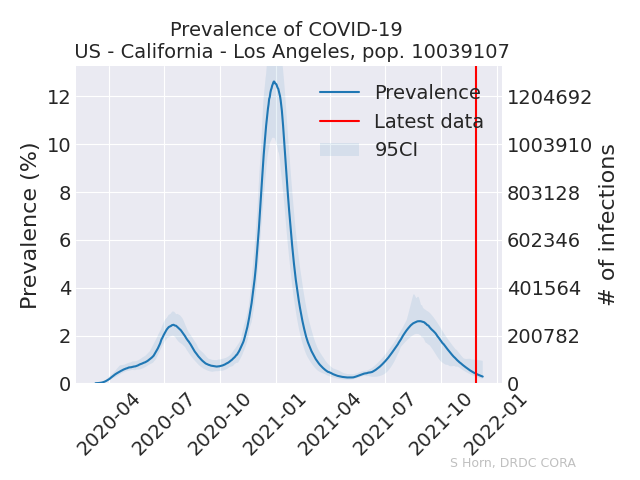 Prevalence of COVID-19
US - California - Los Angeles, pop. 10039107
Prevalence
Latest data
95CI
Prevalence (%)
12
10
8
6
4
2
0
1204692
1003910
803128
602346
401564
200782
0
# of infections
2020-04
2020-07
2020-10
2021-01
2021-04
2021-07
2021-10
2022-01
S Horn, DRDC CORA